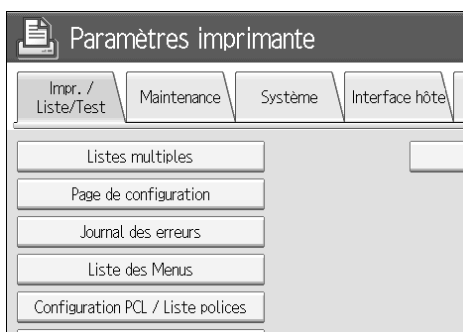 Paramètres imprimante
Impr. /
Liste/Test
Maintenance
Système
Interface hôte
Listes multiples
Page de configuration
Journal des erreurs
Liste des Menus
Configuration PCL / Liste polices